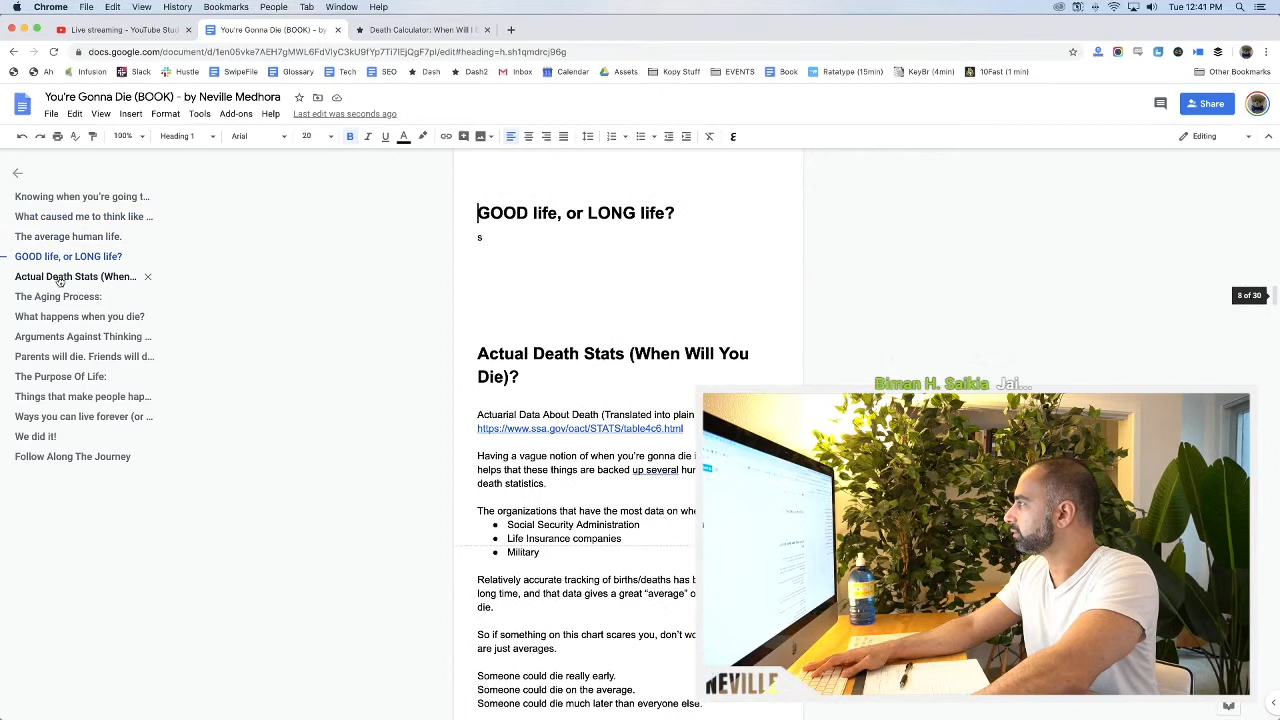 Chrome File Edit View History Bookmarks People Tab Window Help
Tue 12:41 PM
Live streaming - YouTube Stud
You're Gonna Die (BOOK) - by
Death Calculator: When Will I
docs.google.com/document/d/1en05vke7AEH7gMWL6FdVlyC3kU9fYp7Ti7lEjQgF7pI/edit#heading=h.sh1qmdrcj96g
Ah Infusion Slack Hustle SwipeFile Glossary Tech SEO Dash Dash2 Inbox Calendar Assets Kopy Stuff EVENTS Book Ratatype (15min) KeyBr (4min) 10Fast (1 min) Other Bookmarks
You're Gonna Die (BOOK) - by Neville Medhora
File Edit View Insert Format Tools Add-ons Help Last edit was seconds ago
Share
100% Heading 1 Arial 20 B I U A Editing
Knowing when you're going t...
What caused me to think like ...
The average human life.
GOOD life, or LONG life?
Actual Death Stats (When...
The Aging Process:
What happens when you die?
Arguments Against Thinking ...
Parents will die. Friends will d...
The Purpose Of Life:
Things that make people hap...
Ways you can live forever (or ...
We did it!
Follow Along The Journey
GOOD life, or LONG life?
s
8 of 30
Actual Death Stats (When Will You
Die)?
Actuarial Data About Death (Translated into plain
https://www.ssa.gov/oact/STATS/table4c6.html
Having a vague notion of when you're gonna die i
helps that these things are backed up several hun
death statistics.
The organizations that have the most data on whe
● Social Security Administration
● Life Insurance companies
● Military
Relatively accurate tracking of births/deaths has b
long time, and that data gives a great "average" o
die.
So if something on this chart scares you, don't wo
are just averages.
Someone could die really early.
Someone could die on the average.
Someone could die much later than everyone else.
Biman H. Saikia Jai...
NEVILLE